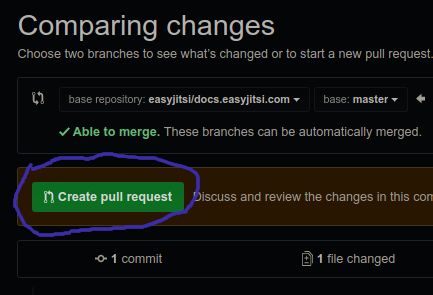 Comparing changes
Choose two branches to see what's changed or to start a new pull request.
base repository: easyjitsi/docs.easyjitsi.com base: master
Able to merge. These branches can be automatically merged.
Create pull request Discuss and review the changes in this
1 commit 1 file changed